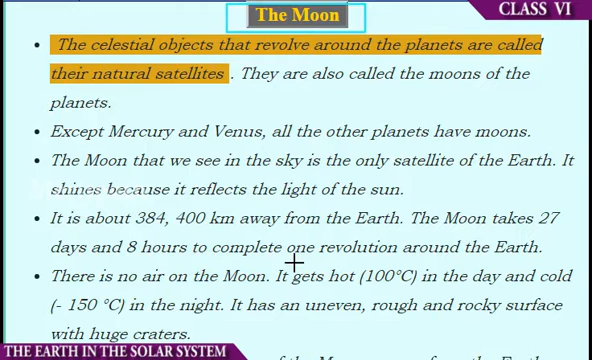 The Moon
CLASS VI
• The celestial objects that revolve around the planets are called
their natural satellites . They are also called the moons of the
planets.
• Except Mercury and Venus, all the other planets have moons.
• The Moon that we see in the sky is the only satellite of the Earth. It
shines because it reflects the light of the sun.
• It is about 384, 400 km away from the Earth. The Moon takes 27
days and 8 hours to complete one revolution around the Earth.
• There is no air on the Moon. It gets hot (100°C) in the day and cold
(- 150 °C) in the night. It has an uneven, rough and rocky surface
with huge craters.
THE EARTH IN THE SOLAR SYSTEM